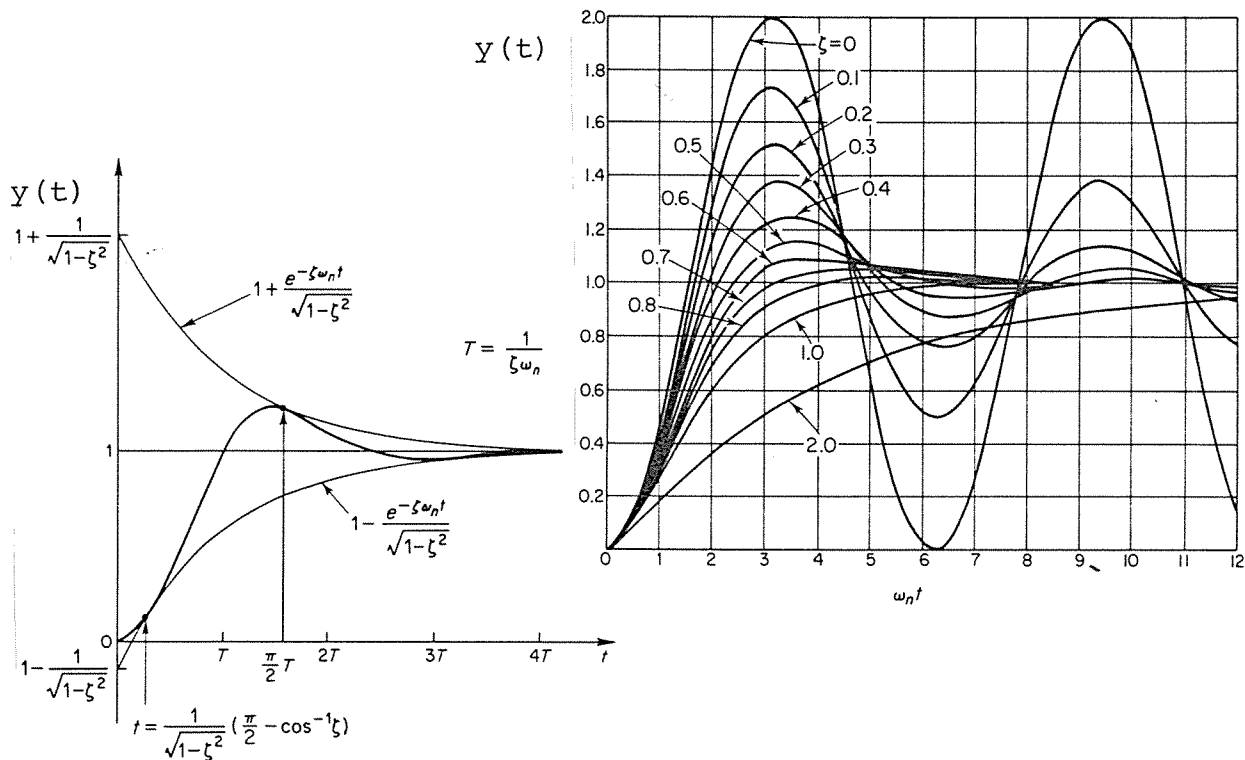 y(t)
1+ 1/√(1-ζ²)
1+ e^(-ζωₙt)/√(1-ζ²)
T = 1/(ζωₙ)
1
1- e^(-ζωₙt)/√(1-ζ²)
0
T
π/2 T
2T
3T
4T
t
1- 1/√(1-ζ²)
t = 1/√(1-ζ²) (π/2 -cos⁻¹ζ)
y(t)
2.0
1.8
1.6
1.4
1.2
1.0
0.8
0.6
0.4
0.2
ζ=0
0.1
0.2
0.3
0.4
0.5
0.6
0.7
0.8
1.0
2.0
0 1 2 3 4 5 6 7 8 9 10 11 12
ωₙt